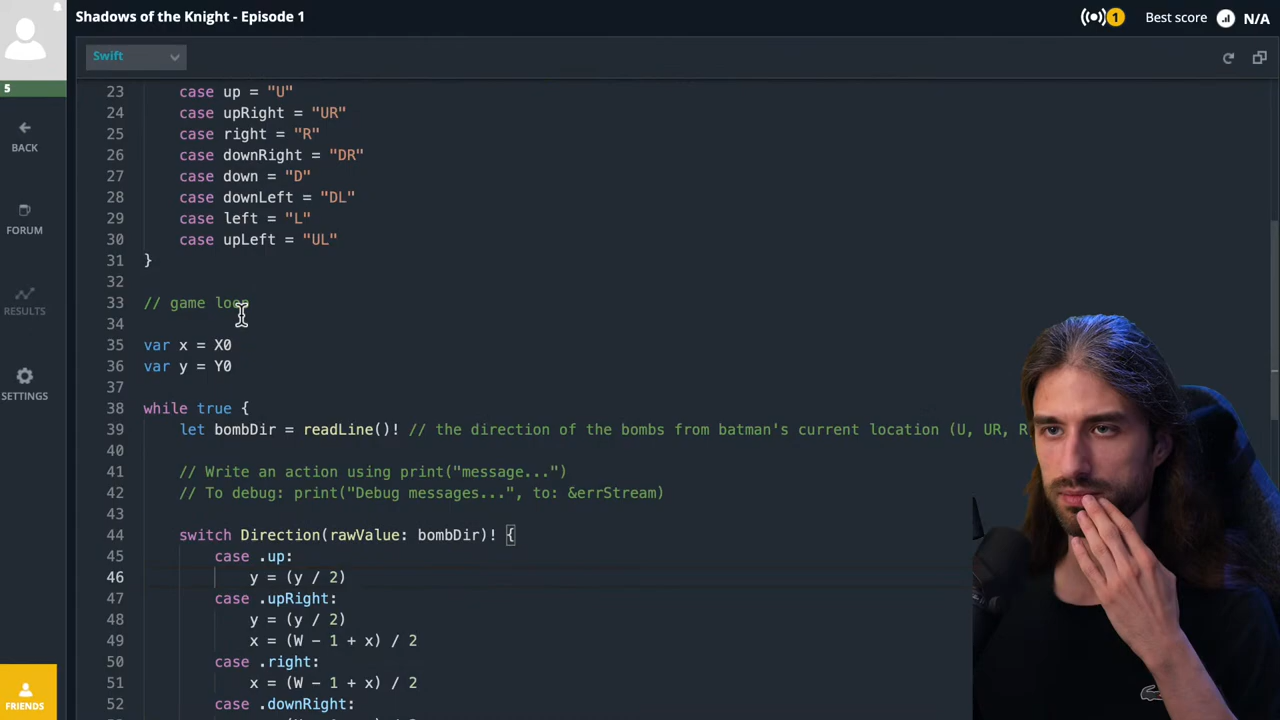 Shadows of the Knight - Episode 1
1
Best score
N/A
Swift
5
BACK
FORUM
RESULTS
SETTINGS
FRIENDS
23 case up = "U"
24 case upRight = "UR"
25 case right = "R"
26 case downRight = "DR"
27 case down = "D"
28 case downLeft = "DL"
29 case left = "L"
30 case upLeft = "UL"
31 }
32
33 // game loop
34
35 var x = X0
36 var y = Y0
37
38 while true {
39 let bombDir = readLine()! // the direction of the bombs from batman's current location (U, UR, R
40
41 // Write an action using print("message...")
42 // To debug: print("Debug messages...", to: &errStream)
43
44 switch Direction(rawValue: bombDir)! {
45 case .up:
46 y = (y / 2)
47 case .upRight:
48 y = (y / 2)
49 x = (W - 1 + x) / 2
50 case .right:
51 x = (W - 1 + x) / 2
52 case .downRight: